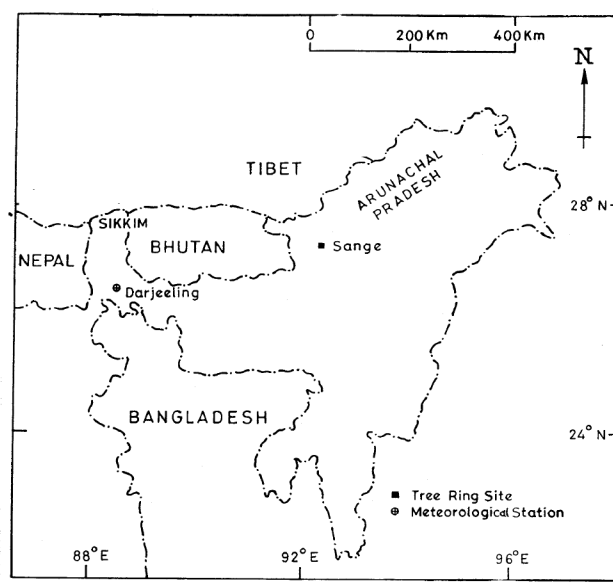 0 200 Km 400 Km
N
TIBET
ARUNACHAL
PRADESH
28° N
SIKKIM
BHUTAN
Sange
NEPAL
Darjeeling
BANGLADESH
24° N
Tree Ring Site
Meteorological Station
88°E 92°E 96°E